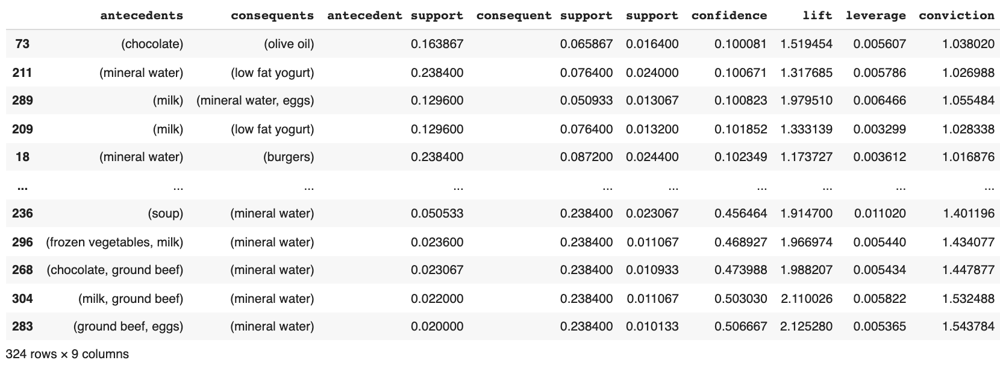 antecedents consequents antecedent support consequent support support confidence lift leverage conviction
73 (chocolate) (olive oil) 0.163867 0.065867 0.016400 0.100081 1.519454 0.005607 1.038020
211 (mineral water) (low fat yogurt) 0.238400 0.076400 0.024000 0.100671 1.317685 0.005786 1.026988
289 (milk) (mineral water, eggs) 0.129600 0.050933 0.013067 0.100823 1.979510 0.006466 1.055484
209 (milk) (low fat yogurt) 0.129600 0.076400 0.013200 0.101852 1.333139 0.003299 1.028338
18 (mineral water) (burgers) 0.238400 0.087200 0.024400 0.102349 1.173727 0.003612 1.016876
... ... ... ... ... ... ... ... ... ...
236 (soup) (mineral water) 0.050533 0.238400 0.023067 0.456464 1.914700 0.011020 1.401196
296 (frozen vegetables, milk) (mineral water) 0.023600 0.238400 0.011067 0.468927 1.966974 0.005440 1.434077
268 (chocolate, ground beef) (mineral water) 0.023067 0.238400 0.010933 0.473988 1.988207 0.005434 1.447877
304 (milk, ground beef) (mineral water) 0.022000 0.238400 0.011067 0.503030 2.110026 0.005822 1.532488
283 (ground beef, eggs) (mineral water) 0.020000 0.238400 0.010133 0.506667 2.125280 0.005365 1.543784
324 rows × 9 columns